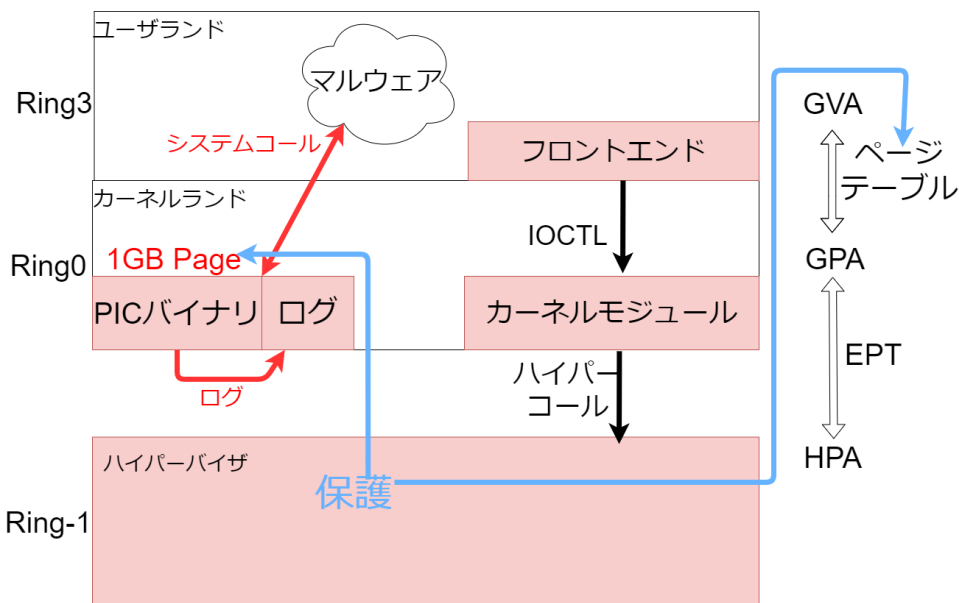 ユーザランド
マルウェア
Ring3
GVA
システムコール
フロントエンド
ページ
テーブル
カーネルランド
IOCTL
Ring0
1GB Page
GPA
PICバイナリ
ログ
カーネルモジュール
EPT
ハイパー
コール
ログ
ハイパーバイザ
HPA
保護
Ring-1